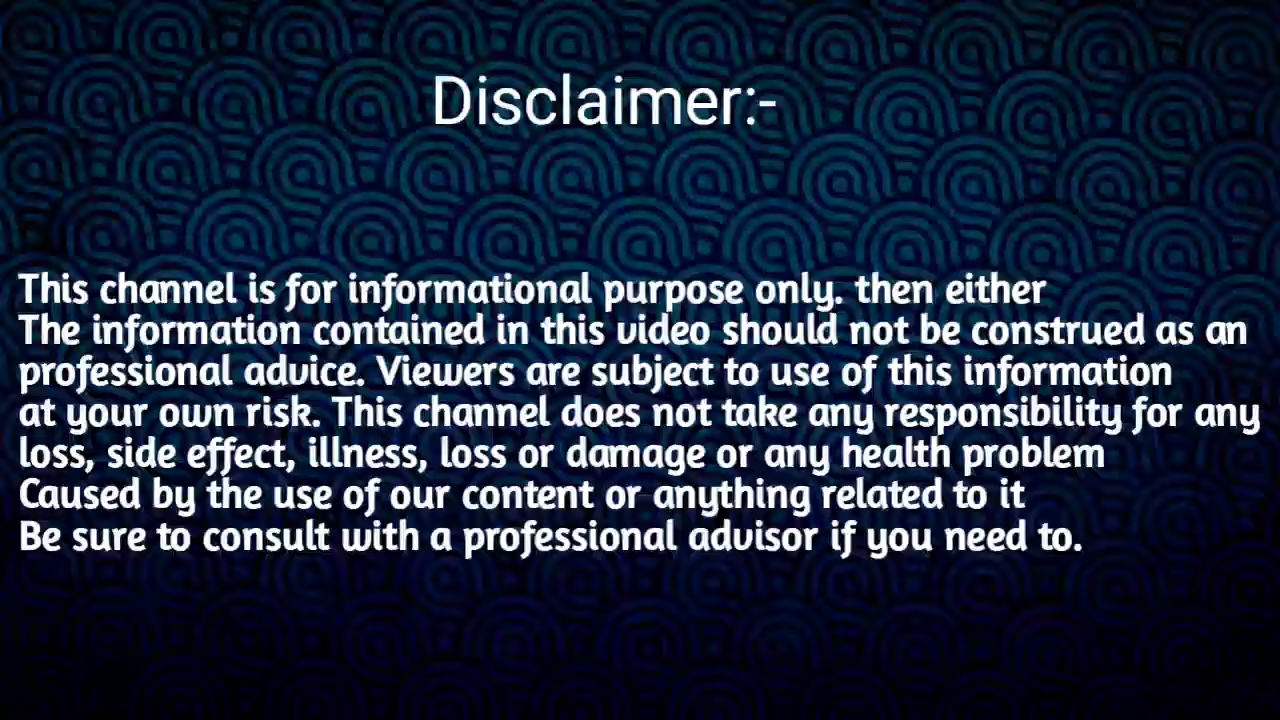 Disclaimer:-
This channel is for informational purpose only. then either
The information contained in this video should not be construed as an
professional advice. Viewers are subject to use of this information
at your own risk. This channel does not take any responsibility for any
loss, side effect, illness, loss or damage or any health problem
Caused by the use of our content or anything related to it
Be sure to consult with a professional advisor if you need to.